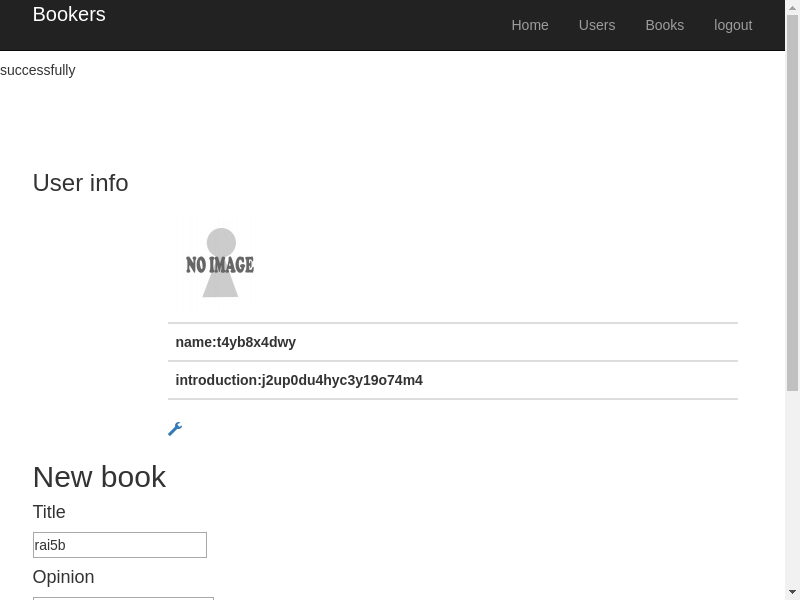 Bookers
Home Users Books logout
successfully
User info
NO IMAGE
name:t4yb8x4dwy
introduction:j2up0du4hyc3y19o74m4
New book
Title
rai5b
Opinion